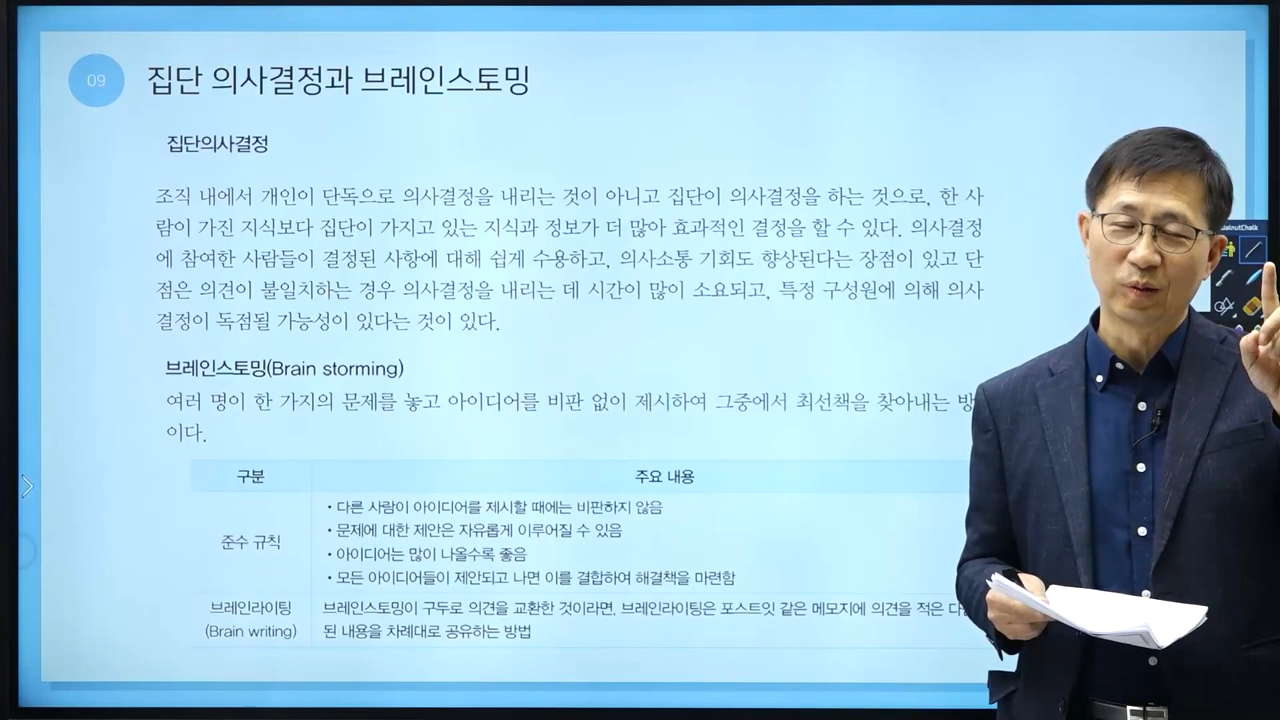 09
집단 의사결정과 브레인스토밍
집단의사결정
조직 내에서 개인이 단독으로 의사결정을 내리는 것이 아니고 집단이 의사결정을 하는 것으로, 한 사
람이 가진 지식보다 집단이 가지고 있는 지식과 정보가 더 많아 효과적인 결정을 할 수 있다. 의사결정
에 참여한 사람들이 결정된 사항에 대해 쉽게 수용하고, 의사소통 기회도 향상된다는 장점이 있고 단
점은 의견이 불일치하는 경우 의사결정을 내리는 데 시간이 많이 소요되고, 특정 구성원에 의해 의사
결정이 독점될 가능성이 있다는 것이 있다.
브레인스토밍(Brain storming)
여러 명이 한 가지의 문제를 놓고 아이디어를 비판 없이 제시하여 그중에서 최선책을 찾아내는 방
이다.
구분 주요 내용
준수 규칙
• 다른 사람이 아이디어를 제시할 때에는 비판하지 않음
• 문제에 대한 제안은 자유롭게 이루어질 수 있음
• 아이디어는 많이 나올수록 좋음
• 모든 아이디어들이 제안되고 나면 이를 결합하여 해결책을 마련함
브레인라이팅
(Brain writing)
브레인스토밍이 구두로 의견을 교환한 것이라면, 브레인라이팅은 포스트잇 같은 메모지에 의견을 적은
된 내용을 차례대로 공유하는 방법